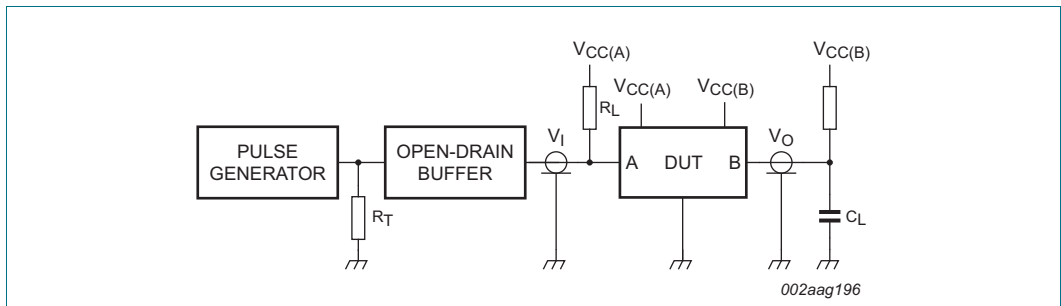 VCC(A)
VCC(B)
VCC(A)
VCC(B)
RL
VI
VO
PULSE
GENERATOR
OPEN-DRAIN
BUFFER
A
DUT
B
RT
CL
002aag196